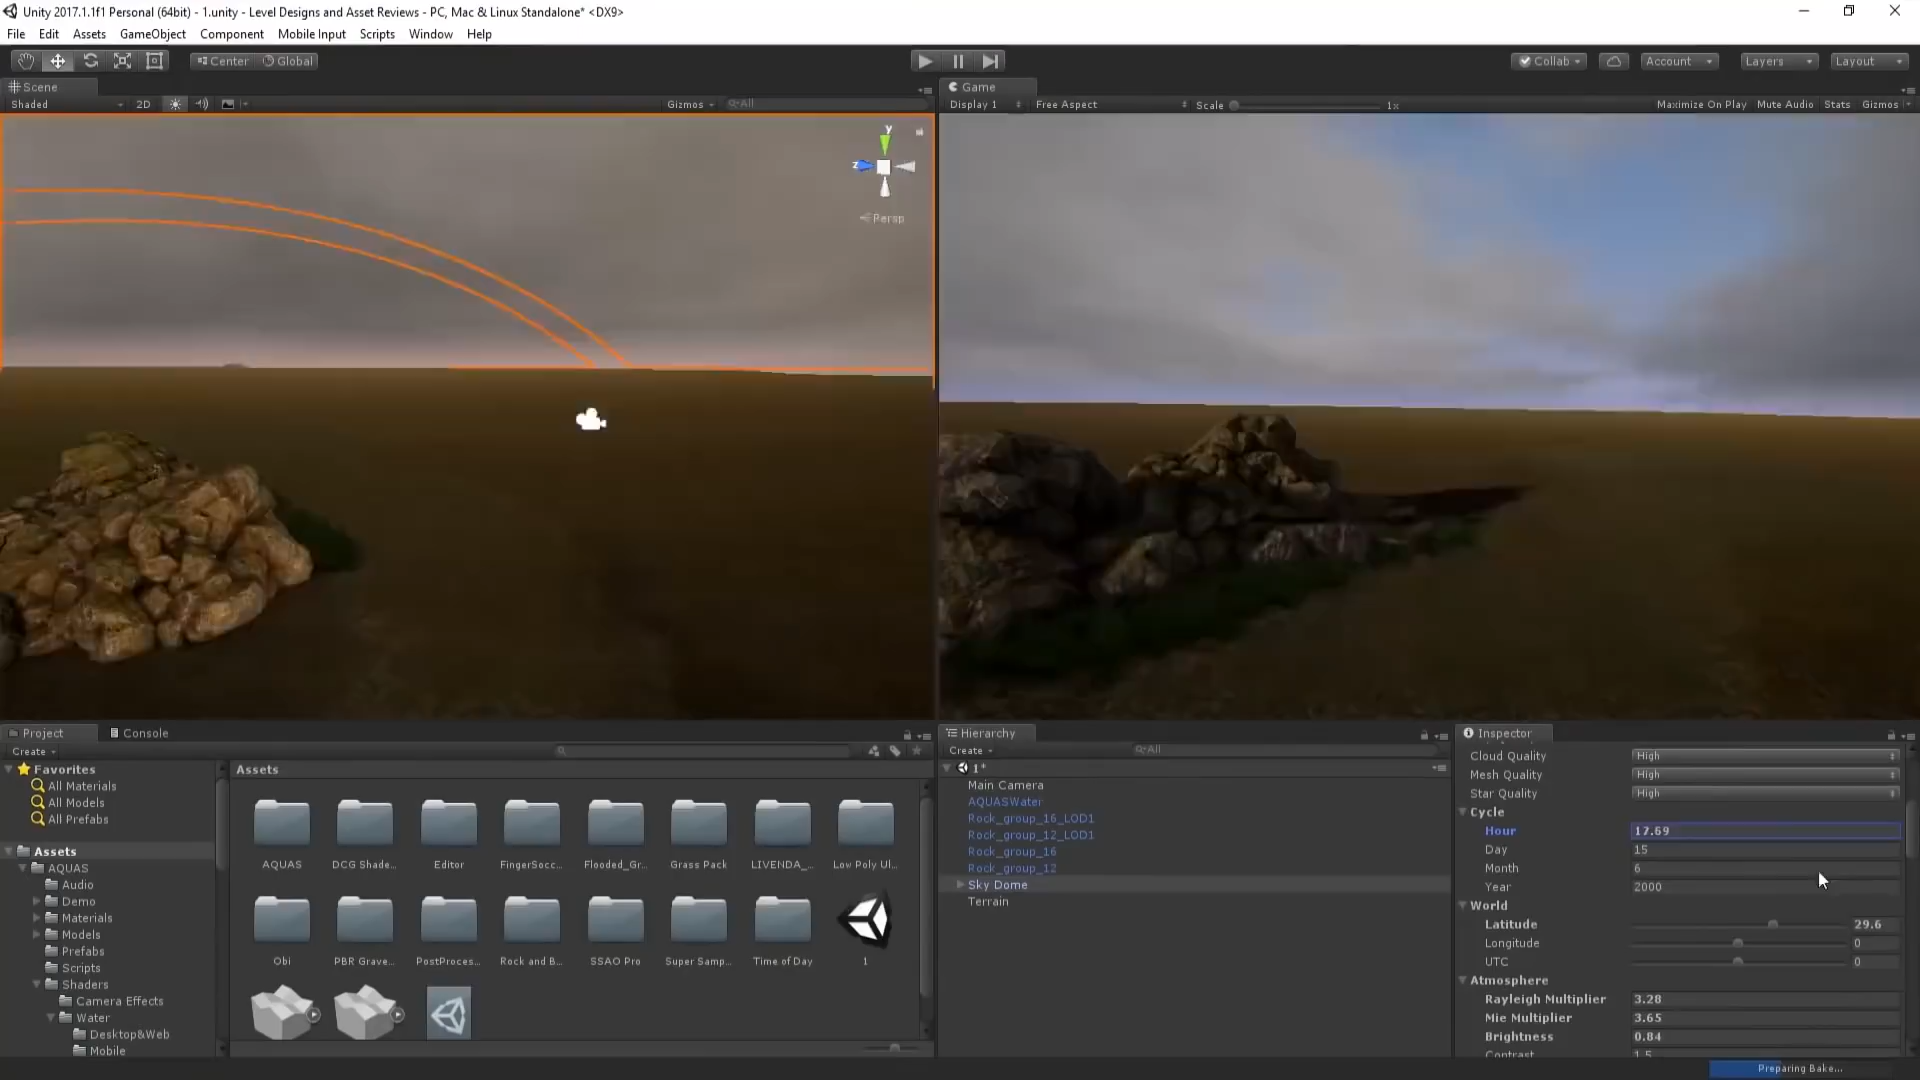 Unity 2017.1.1f1 Personal (64bit) - 1.unity - Level Designs and Asset Reviews - PC, Mac & Linux Standalone* <DX9>
File Edit Assets GameObject Component Mobile Input Scripts Window Help
Center Global Collab Account Layers Layout
Scene
Shaded 2D Gizmos All
y
z
Persp
Game
Display 1 Free Aspect Scale 1x Maximize On Play Mute Audio Stats Gizmos
Project Console
Create
Favorites
All Materials
All Models
All Prefabs
Assets
AQUAS
Audio
Demo
Materials
Models
Prefabs
Scripts
Shaders
Camera Effects
Water
Desktop&Web
Mobile
Assets
AQUAS DCG Shade... Editor FingerSocc... Flooded_Gr... Grass Pack LIVENDA_... Low Poly Ul...
Obi PBR Grave... PostProces... Rock and B... SSAO Pro Super Samp... Time of Day 1
Hierarchy
Create All
1*
Main Camera
AQUASWater
Rock_group_16_LOD1
Rock_group_12_LOD1
Rock_group_16
Rock_group_12
Sky Dome
Terrain
Inspector
Cloud Quality High
Mesh Quality High
Star Quality High
Cycle
Hour 17.69
Day 15
Month 6
Year 2000
World
Latitude 29.6
Longitude 0
UTC 0
Atmosphere
Rayleigh Multiplier 3.28
Mie Multiplier 3.65
Brightness 0.84
Contrast 1.5
Preparing Bake...